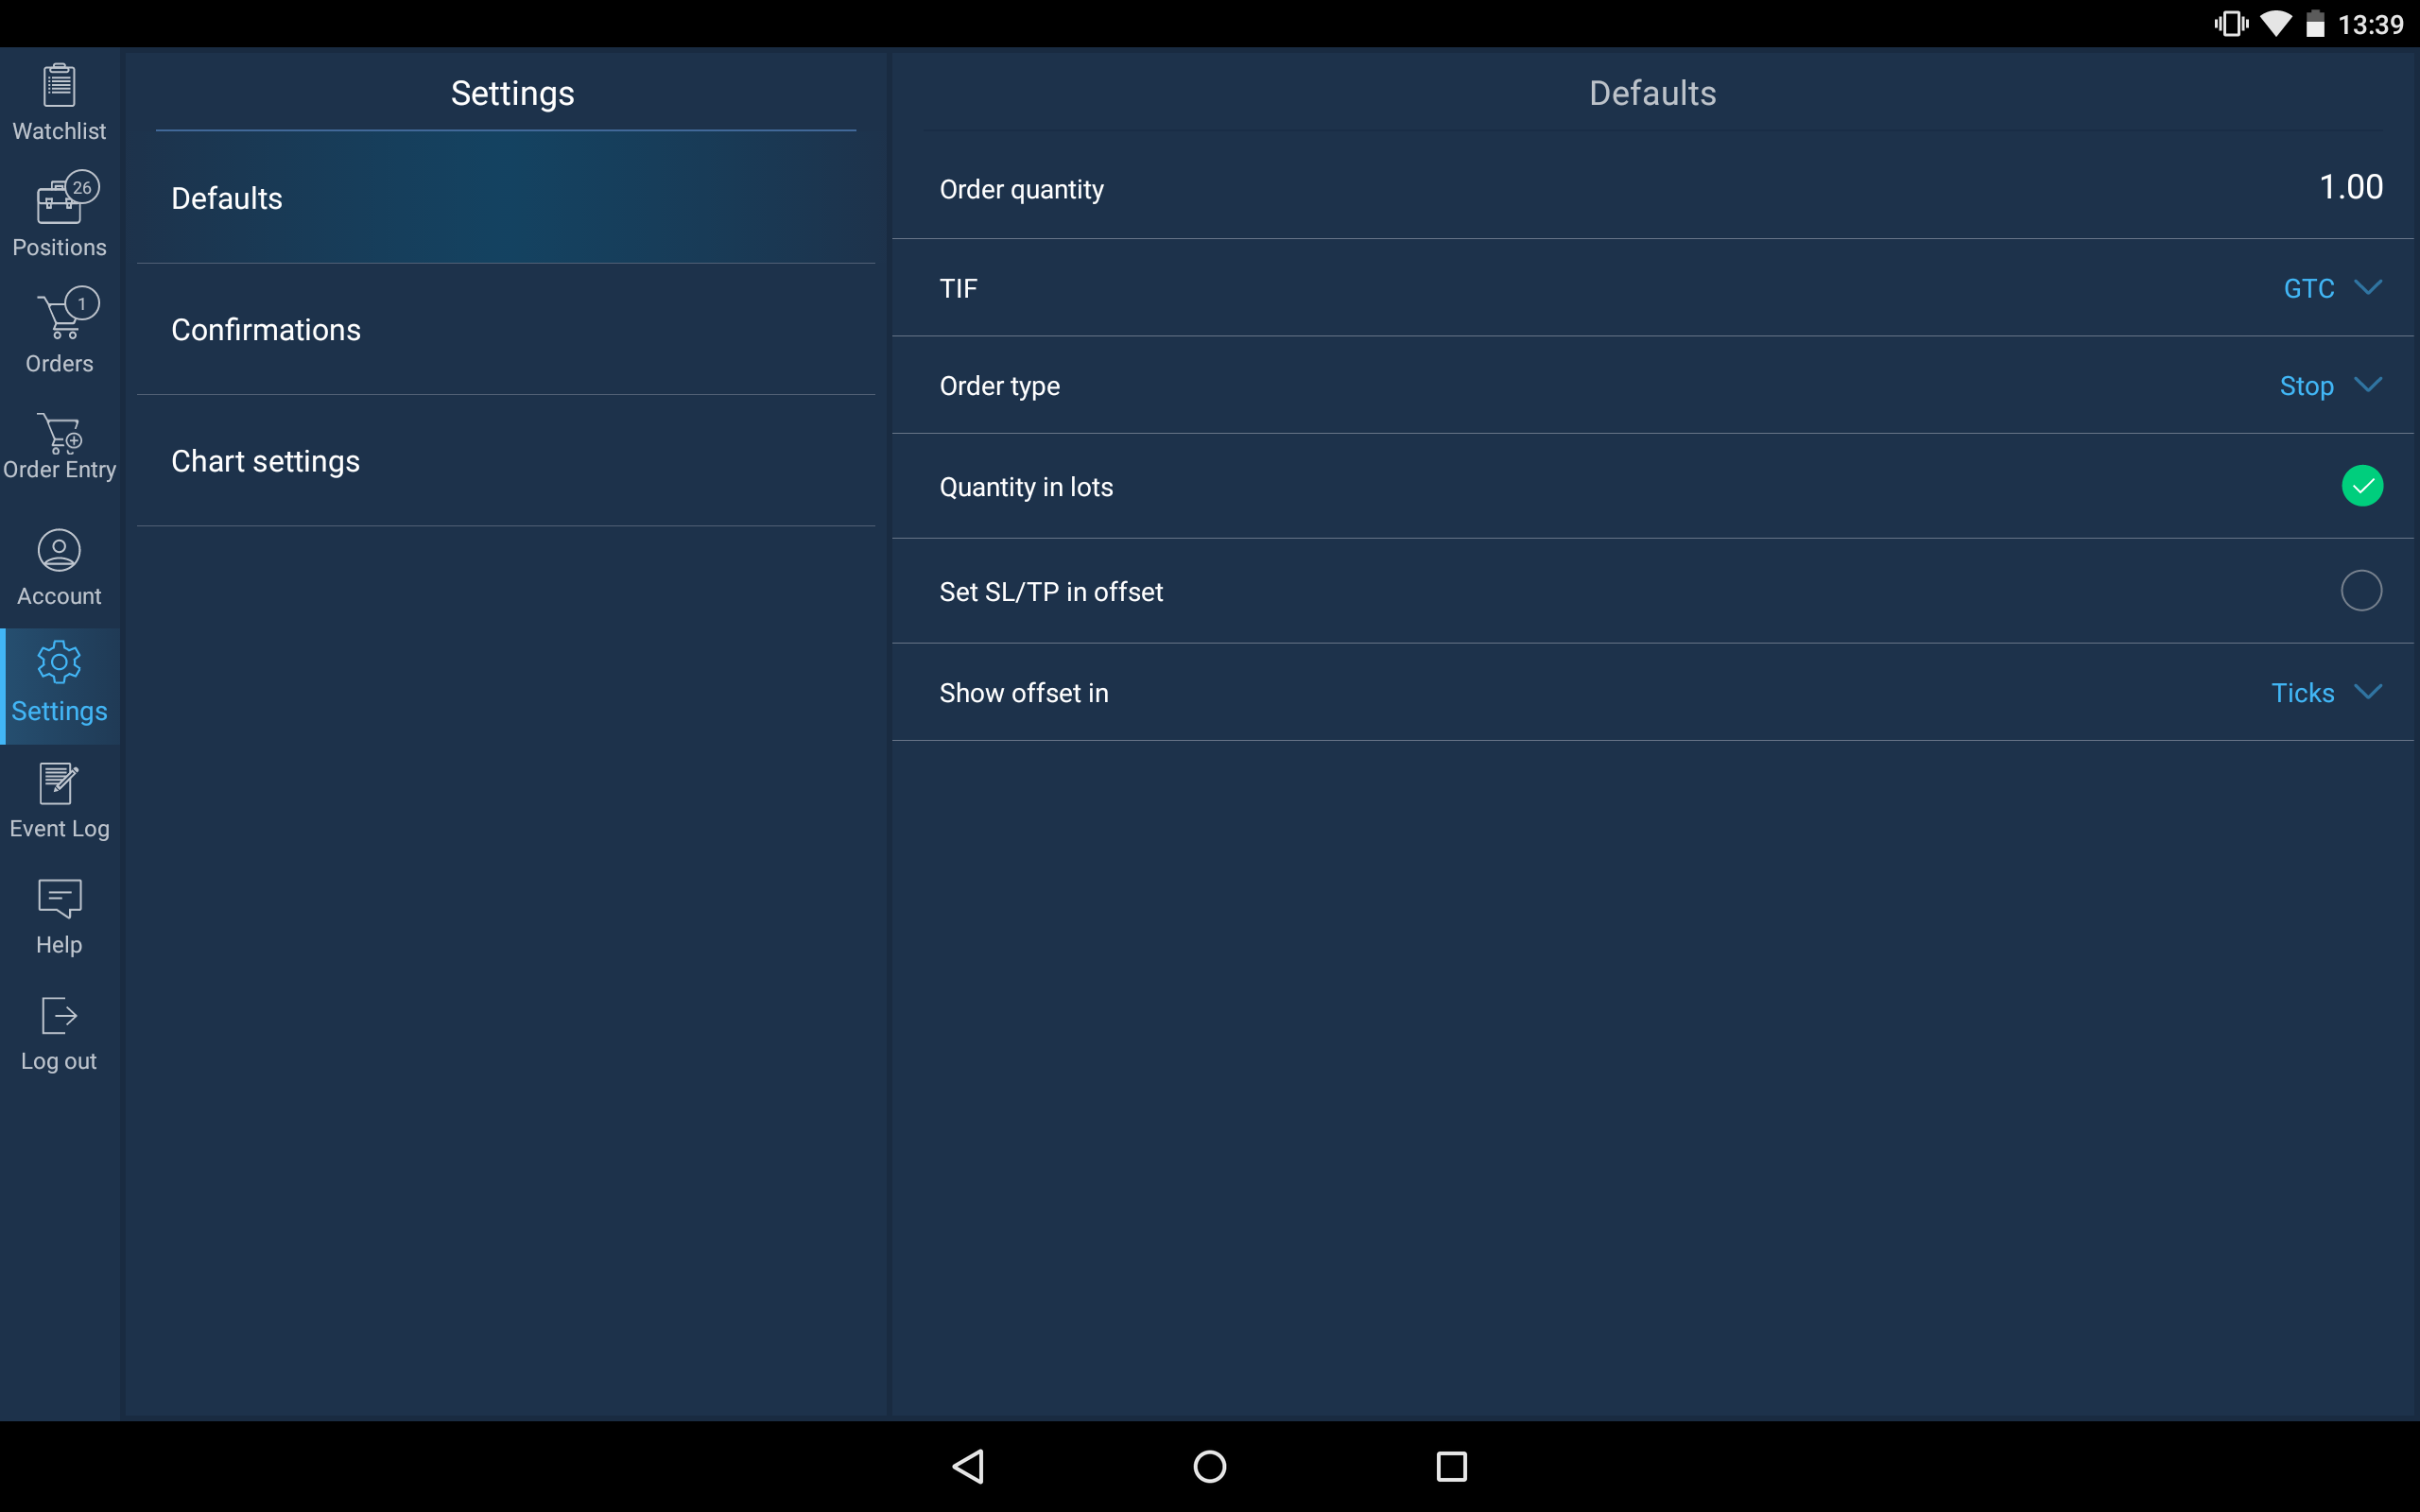 13:39
Watchlist
26
Positions
1
Orders
Order Entry
Account
Settings
Event Log
Help
Log out
Settings
Defaults
Confirmations
Chart settings
Defaults
Order quantity 1.00
TIF GTC
Order type Stop
Quantity in lots
Set SL/TP in offset
Show offset in Ticks